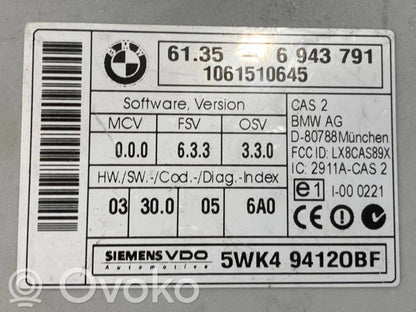 BMW
61.35 - 6 943 791
1061510645
Software, Version
MCV FSV OSV
0.0.0 6.3.3 3.3.0
HW./SW.-/Cod.-/Diag.-Index
03 30.0 05 6A0
CAS 2
BMW AG
D-80788München
FCC ID: LX8CAS89X
IC: 2911A-CAS 2
e1 I-00 0221
CE
SIEMENS VDO
Automotive
5WK4 94120BF
Ovoko